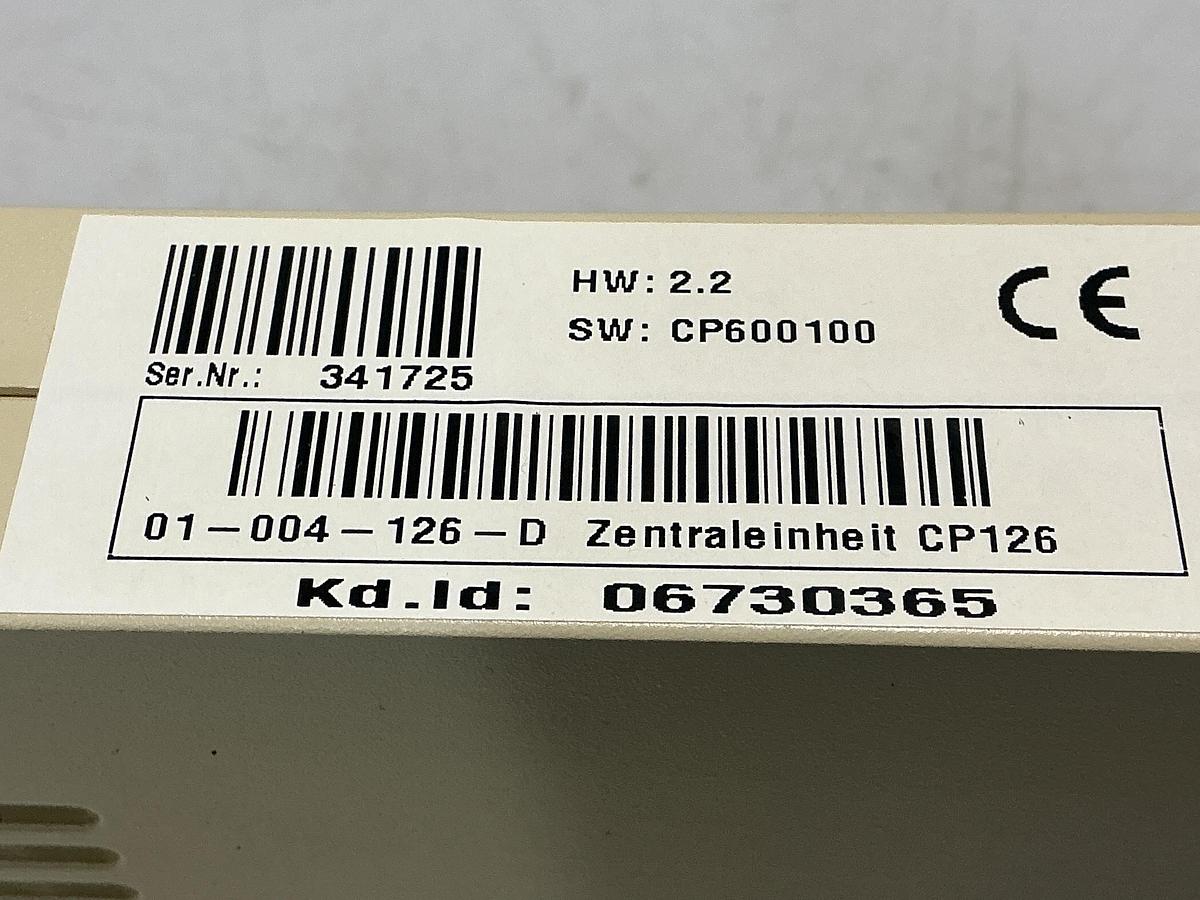 HW: 2.2
CE
SW: CP600100
Ser.Nr.: 341725
01-004-126-D Zentraleinheit CP126
Kd.Id: 06730365